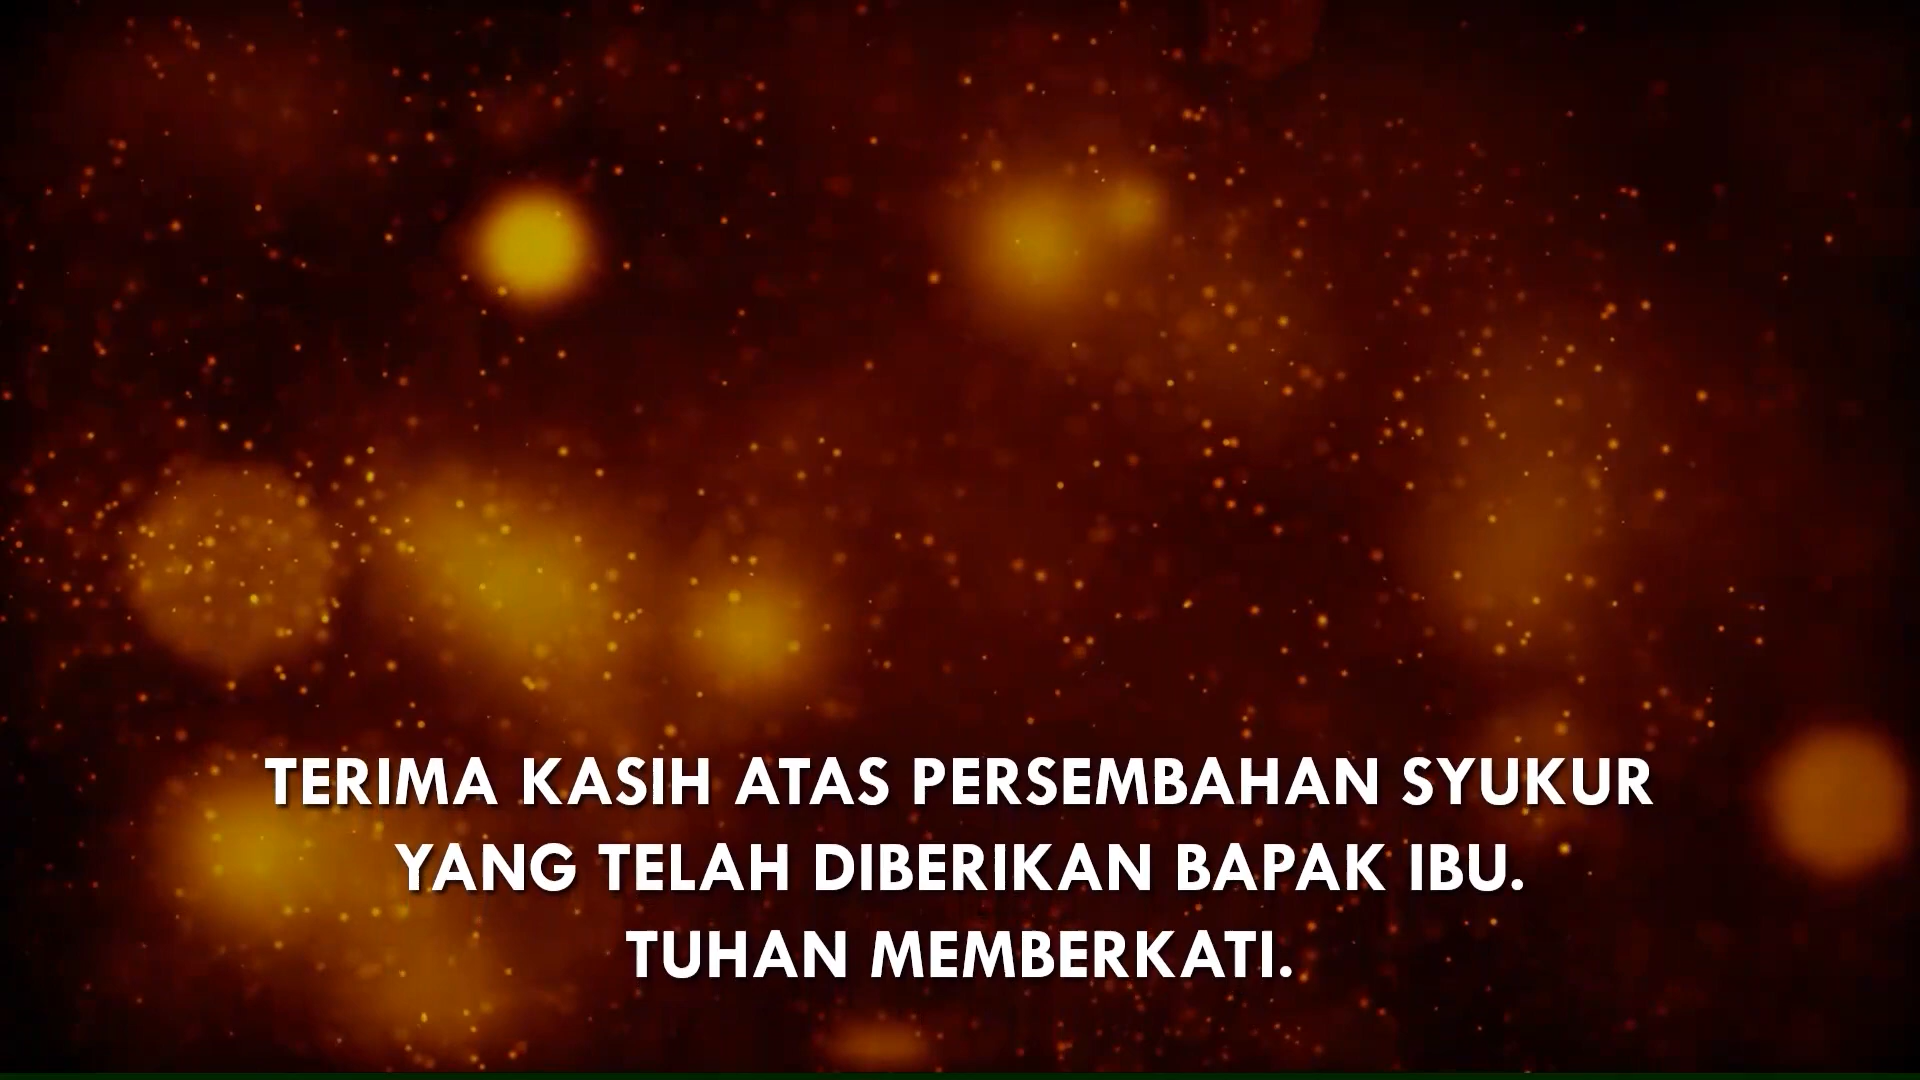 TERIMA KASIH ATAS PERSEMBAHAN SYUKUR
YANG TELAH DIBERIKAN BAPAK IBU.
TUHAN MEMBERKATI.